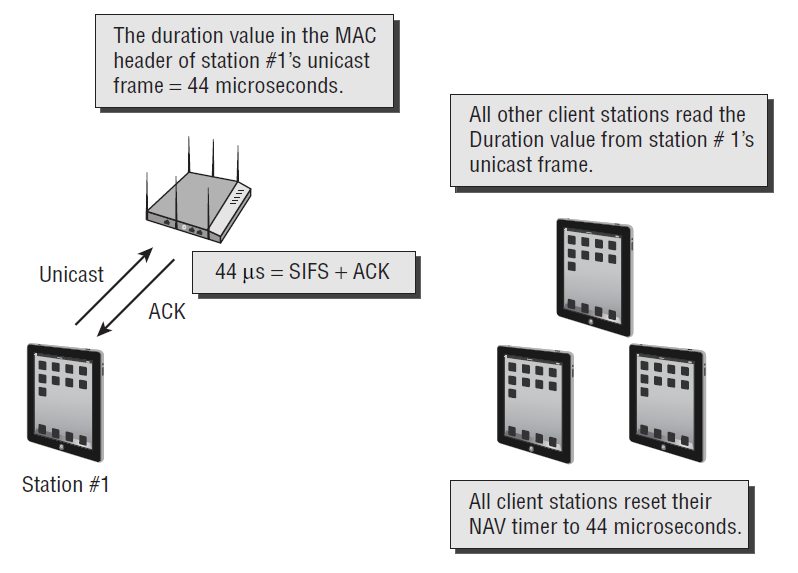 The duration value in the MAC
header of station #1's unicast
frame = 44 microseconds.
All other client stations read the
Duration value from station # 1's
unicast frame.
Unicast
44 µs = SIFS + ACK
ACK
Station #1
All client stations reset their
NAV timer to 44 microseconds.